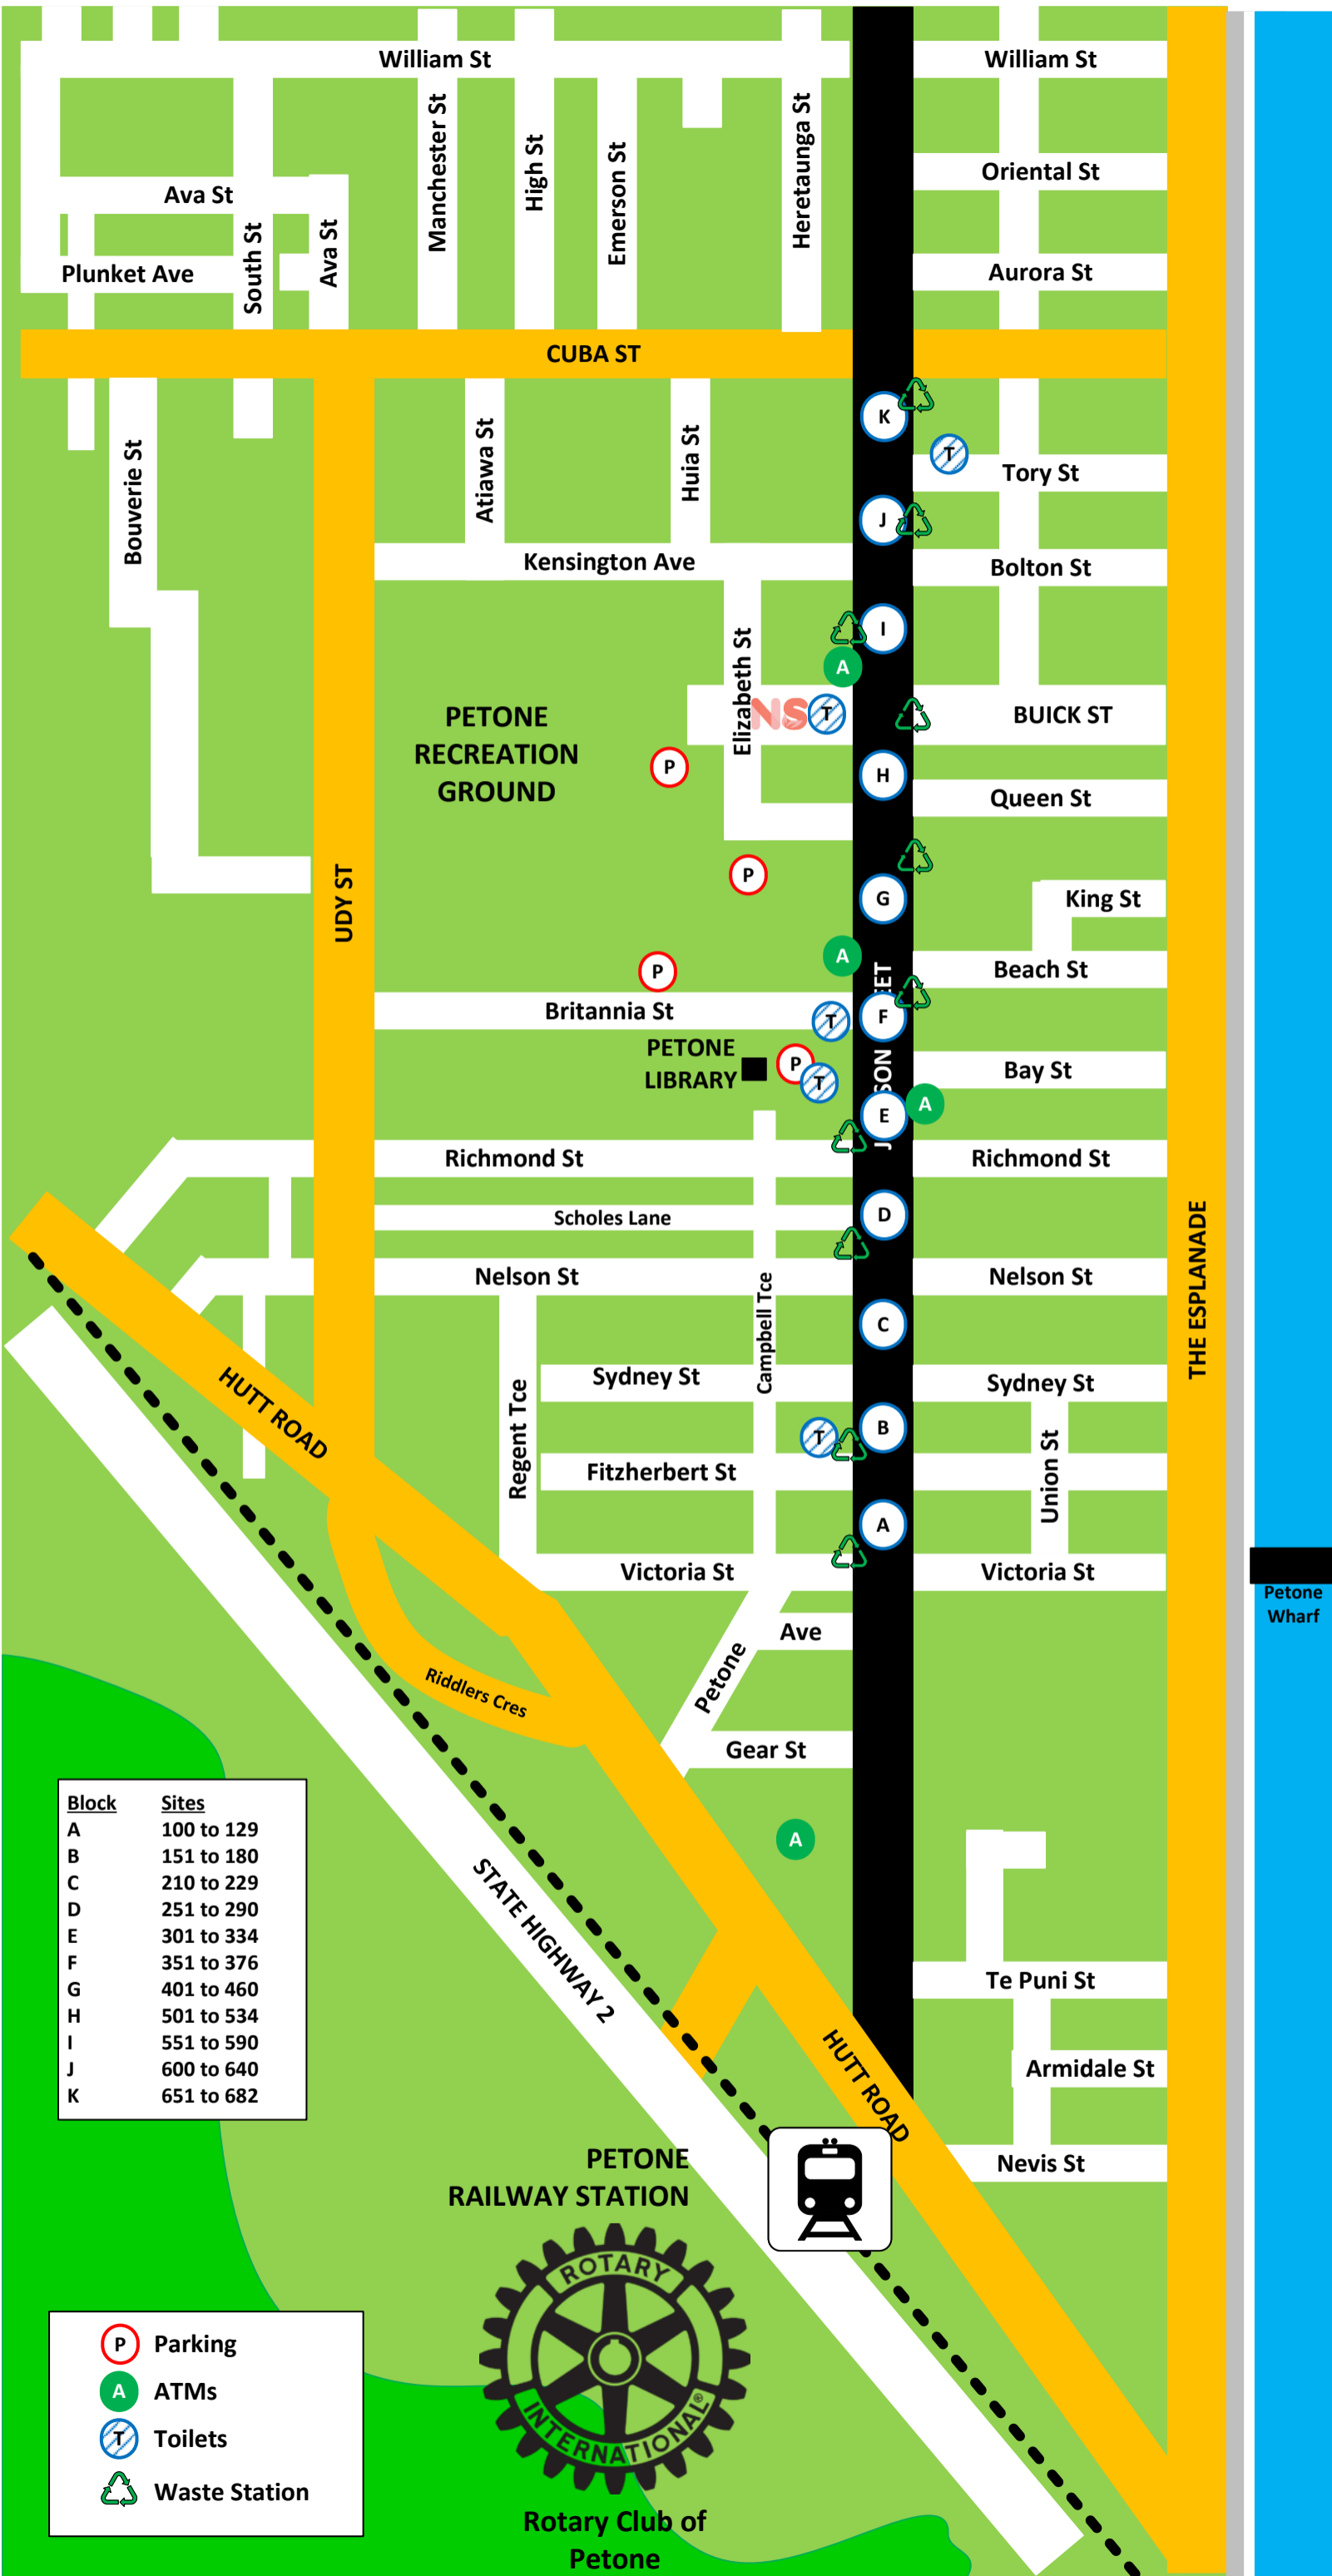 William St
William St
Manchester St
High St
Emerson St
Heretaunga St
Oriental St
Ava St
South St
Ava St
Plunket Ave
Aurora St
CUBA ST
K
T
Tory St
Bouverie St
Atiawa St
Huia St
J
Kensington Ave
Bolton St
I
Elizabeth St
A
PETONE
RECREATION
GROUND
NS
T
BUICK ST
P
H
Queen St
UDY ST
P
G
King St
A
P
Beach St
Britannia St
T
F
PETONE
LIBRARY
P
T
SON
EET
Bay St
E
A
Richmond St
Richmond St
Scholes Lane
D
THE ESPLANADE
Nelson St
Nelson St
Campbell Tce
C
HUTT ROAD
Regent Tce
Sydney St
Sydney St
T
B
Union St
Fitzherbert St
A
Victoria St
Victoria St
Petone
Wharf
Petone
Ave
Riddlers Cres
Gear St
A
Block Sites
A 100 to 129
B 151 to 180
C 210 to 229
D 251 to 290
E 301 to 334
F 351 to 376
G 401 to 460
H 501 to 534
I 551 to 590
J 600 to 640
K 651 to 682
STATE HIGHWAY 2
Te Puni St
HUTT ROAD
Armidale St
Nevis St
PETONE
RAILWAY STATION
ROTARY
INTERNATIONAL®
Rotary Club of
Petone
P Parking
A ATMs
T Toilets
Waste Station